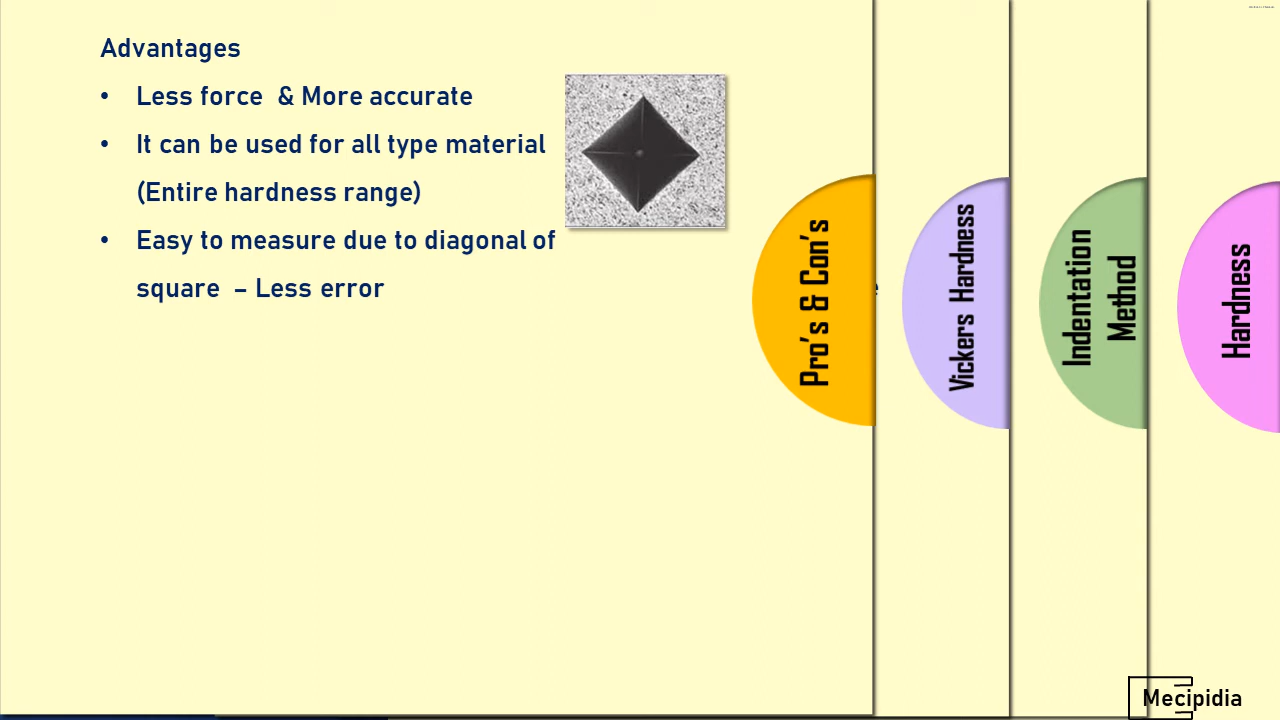 Advantages
• Less force & More accurate
• It can be used for all type material
(Entire hardness range)
• Easy to measure due to diagonal of
square – Less error
Pro's & Con's
Vickers Hardness
Indentation
Method
Hardness
Mecipidia